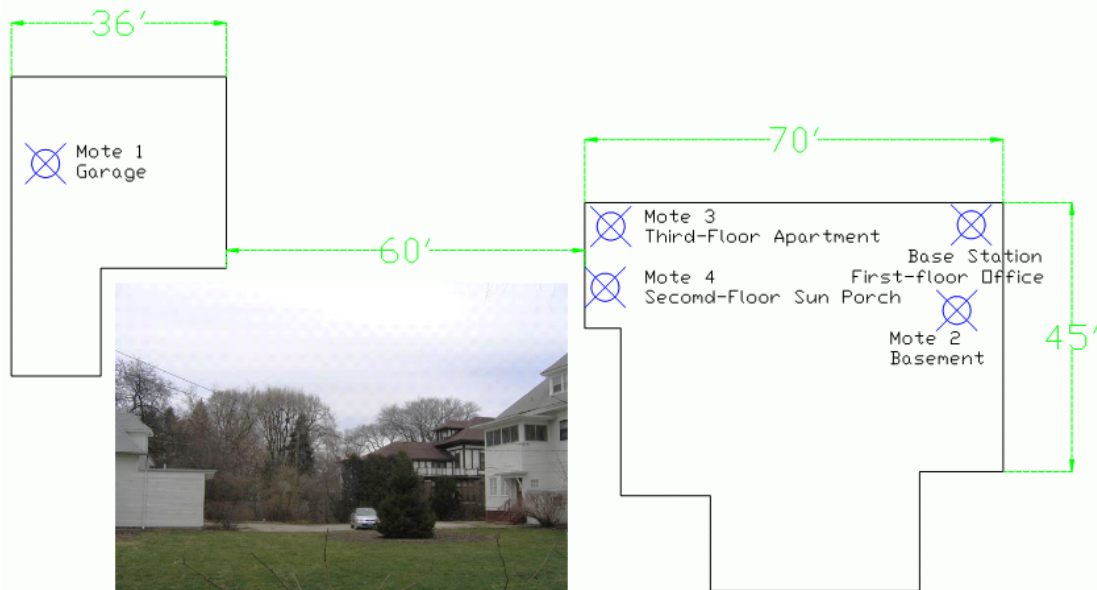 36'
Mote 1
Garage
70'
60'
Mote 3
Third-Floor Apartment
Mote 4
Secomd-Floor Sun Porch
Base Station
First-floor Office
Mote 2
Basement
45'